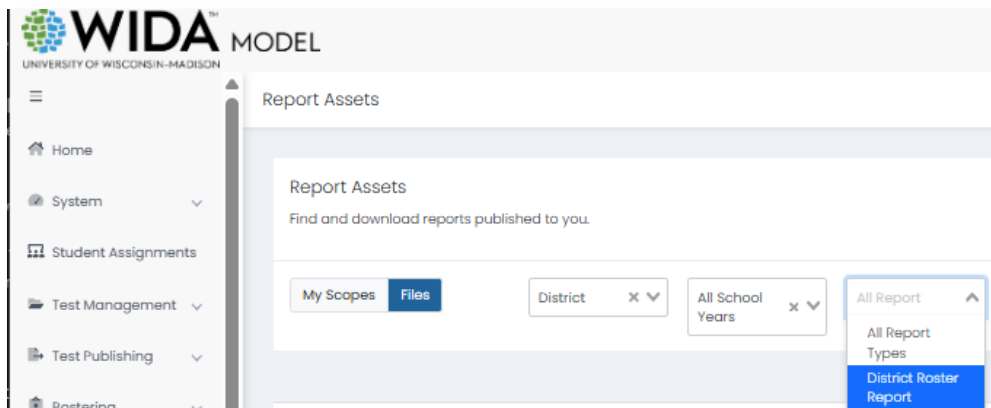 WIDA™ MODEL
UNIVERSITY OF WISCONSIN–MADISON
Report Assets
Home
System
Student Assignments
Test Management
Test Publishing
Rostering
Report Assets
Find and download reports published to you.
My Scopes
Files
District
All School
Years
All Report
All Report
Types
District Roster
Report